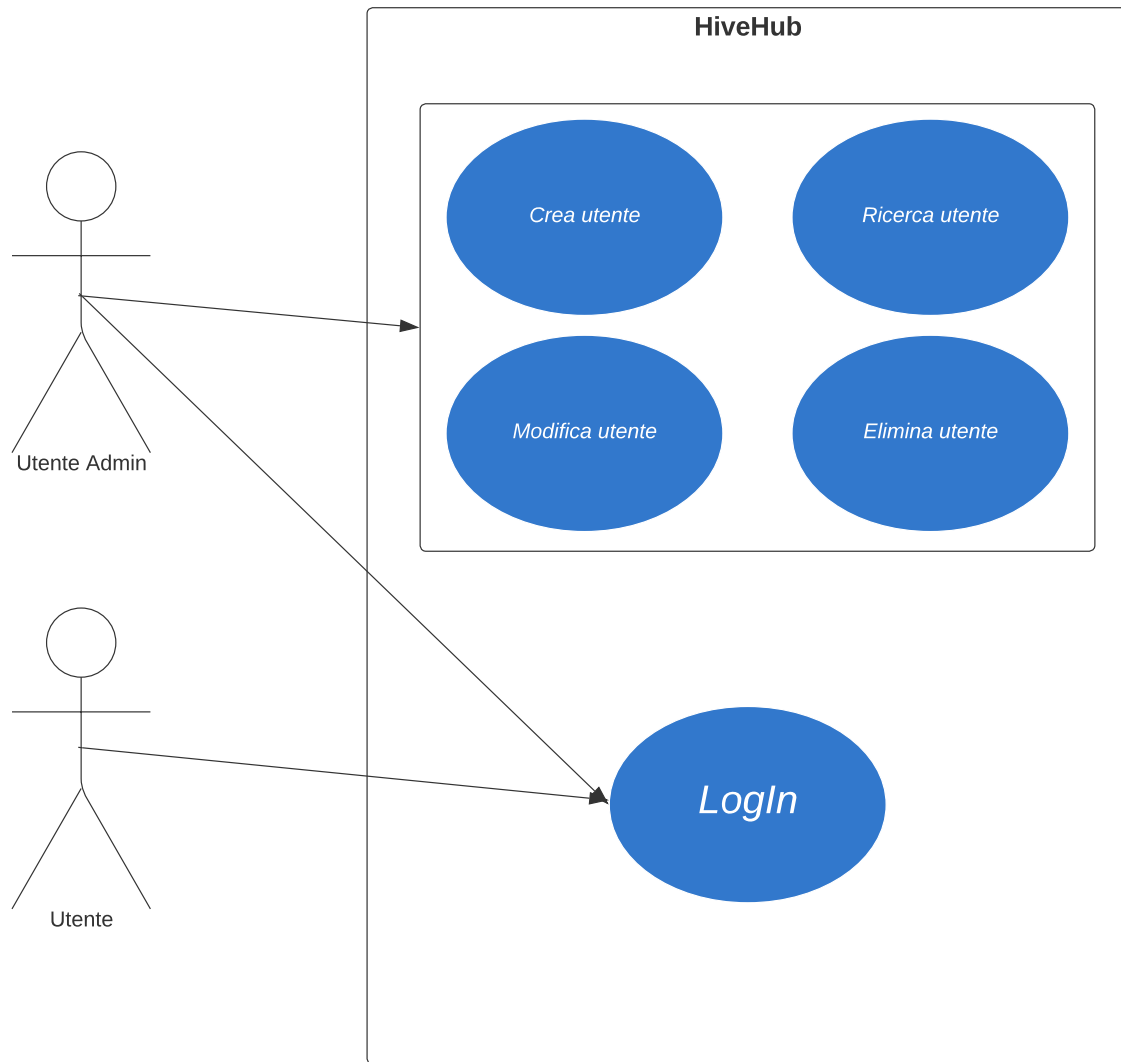 HiveHub
Crea utente
Ricerca utente
Modifica utente
Elimina utente
Utente Admin
LogIn
Utente